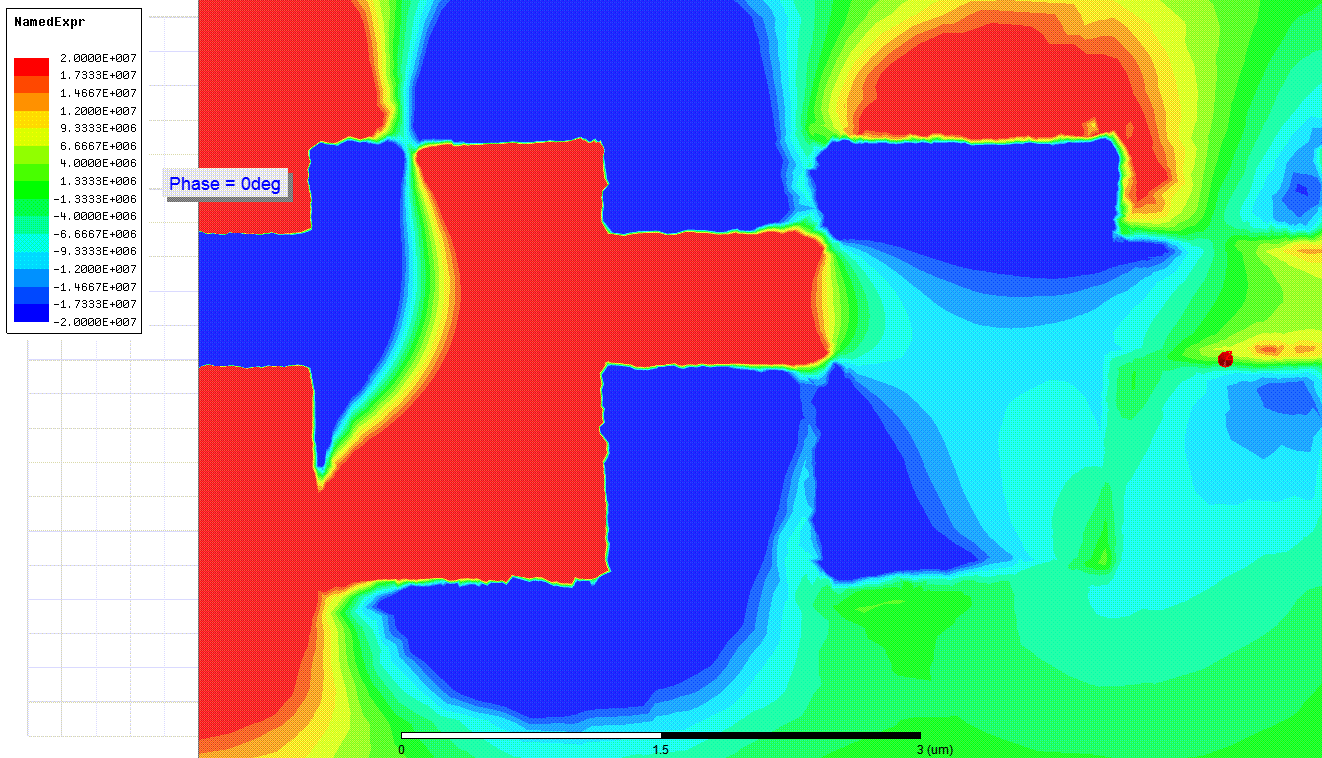 NamedExpr
2.0000E+007
1.7333E+007
1.4667E+007
1.2000E+007
9.3333E+006
6.6667E+006
4.0000E+006
1.3333E+006
-1.3333E+006
-4.0000E+006
-6.6667E+006
-9.3333E+006
-1.2000E+007
-1.4667E+007
-1.7333E+007
-2.0000E+007
Phase = 0deg
0 1.5 3 (um)